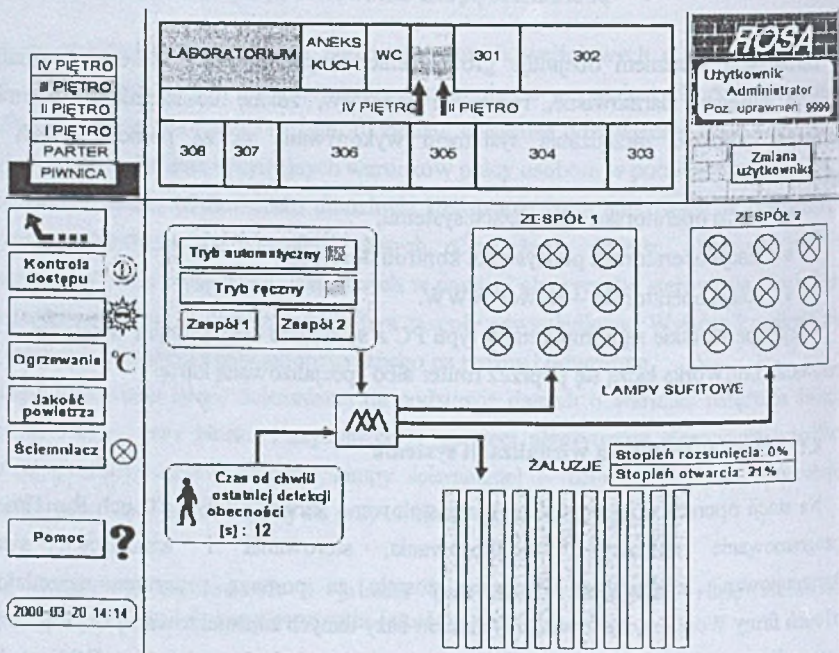 IV PIĘTRO
II PIĘTRO
I PIĘTRO
PARTER
PIWNICA
LABORATORIUM
ANEKS
KUCH.
WC
301
302
IV PIĘTRO
II PIĘTRO
308
307
306
305
304
303
ROSA
Użytkownik:
Administrator
Poz. uprawnień: 9999
Zmiana
użytkownika
Kontrola
dostępu
Ogrzewanie
°C
Jakość
powietrza
Ściemniacz
Pomoc
?
2000-03-20 14:14
Tryb automatyczny
Tryb ręczny
Zespół 1
Zespół 2
ZESPÓŁ 1
ZESPÓŁ 2
LAMPY SUFITOWE
Czas od chwili
ostatniej detekcji
obecności
[s] : 12
ŻALUZJE
Stopień rozsunięcia: 0%
Stopień otwarcia: 21%